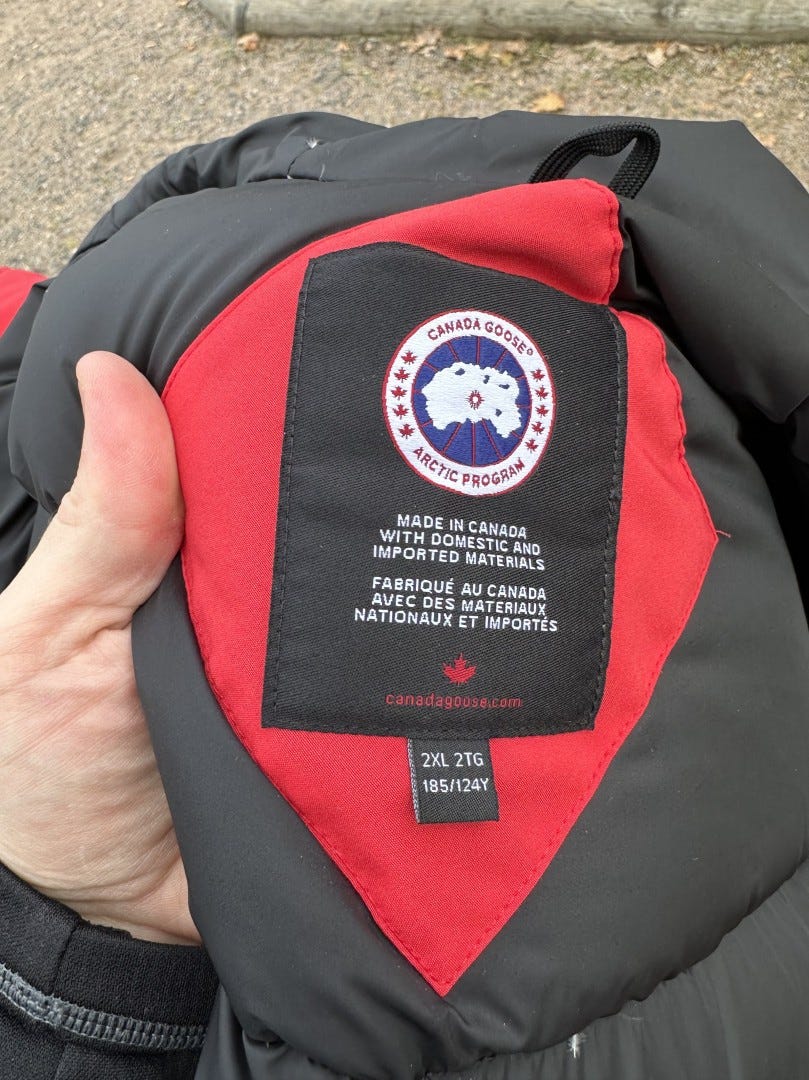 CANADA GOOSE®
ARCTIC PROGRAM
MADE IN CANADA
WITH DOMESTIC AND
IMPORTED MATERIALS
FABRIQUÉ AU CANADA
AVEC DES MATERIAUX
NATIONAUX ET IMPORTÉS
canadagoose.com
2XL 2TG
185/124Y